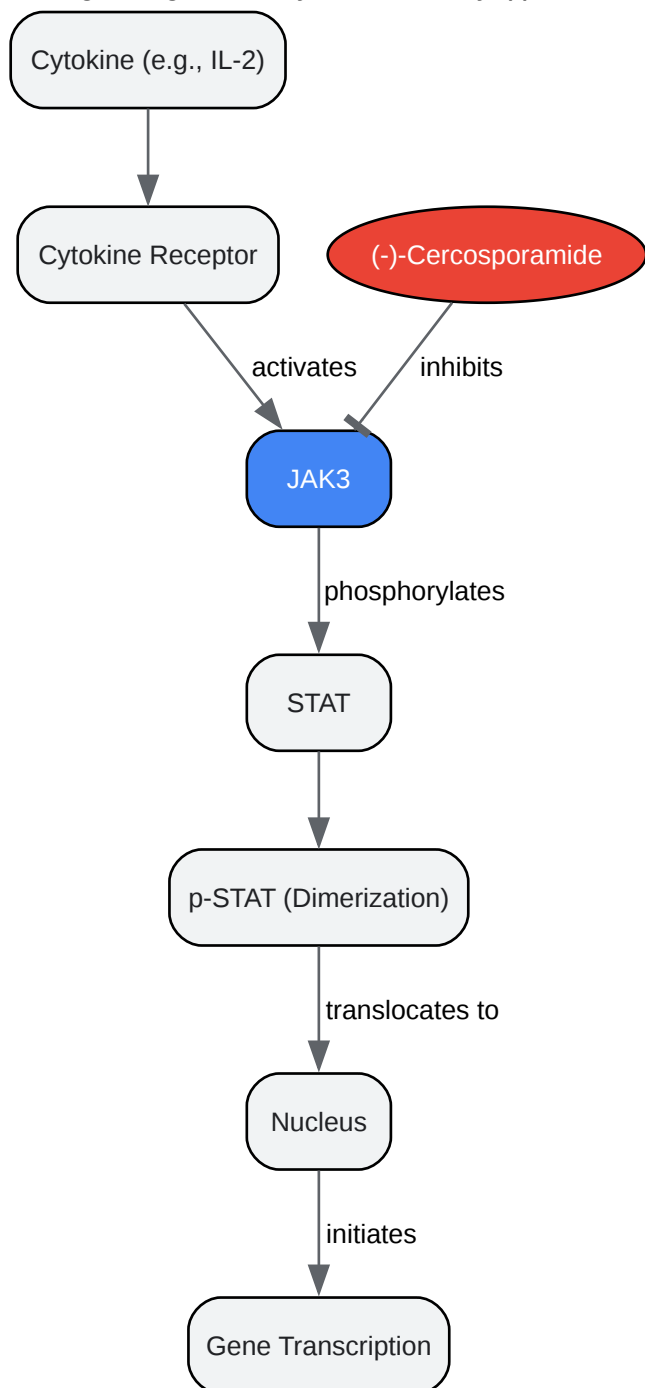 Cytokine (e.g., IL-2)
Cytokine Receptor
(-)-Cercosporamide
activates
inhibits
JAK3
phosphorylates
STAT
p-STAT (Dimerization)
translocates to
Nucleus
initiates
Gene Transcription